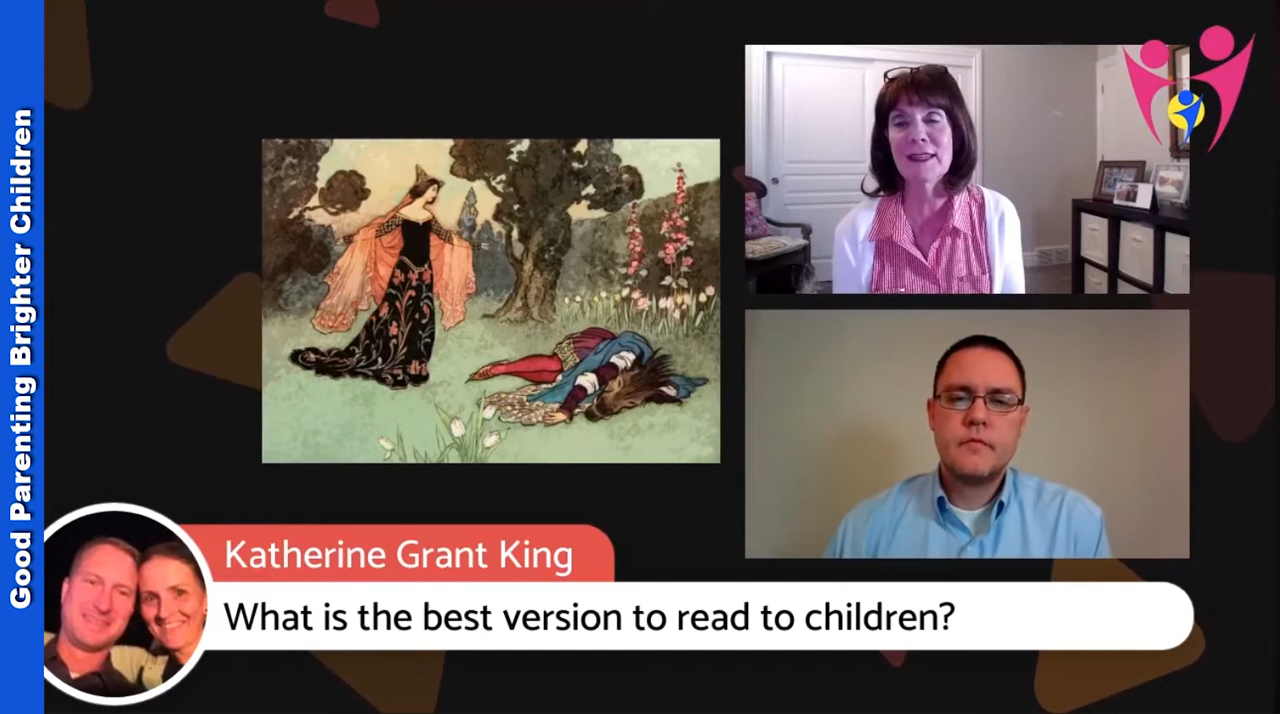 Good Parenting Brighter Children
Katherine Grant King
What is the best version to read to children?